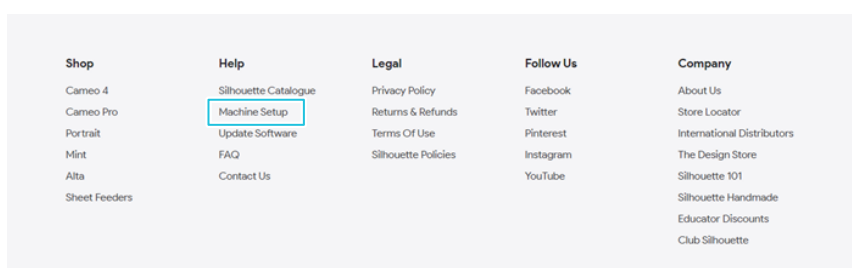 Shop
Cameo 4
Cameo Pro
Portrait
Mint
Alta
Sheet Feeders
Help
Silhouette Catalogue
Machine Setup
Update Software
FAQ
Contact Us
Legal
Privacy Policy
Returns & Refunds
Terms Of Use
Silhouette Policies
Follow Us
Facebook
Twitter
Pinterest
Instagram
YouTube
Company
About Us
Store Locator
International Distributors
The Design Store
Silhouette 101
Silhouette Handmade
Educator Discounts
Club Silhouette